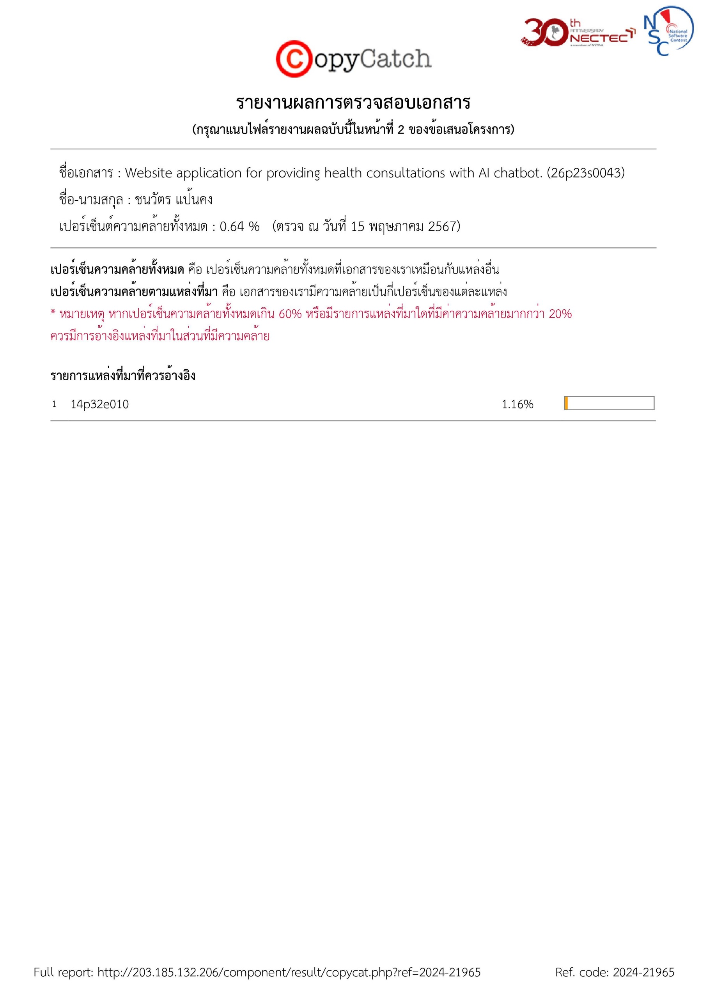 30th ANNIVERSARY NECTEC
a member of NSTDA
NSC National Software Contest
CopyCatch
รายงานผลการตรวจสอบเอกสาร
(กรุณาแนบไฟล์รายงานผลฉบับนี้ในหน้าที่ 2 ของข้อเสนอโครงการ)
ชื่อเอกสาร : Website application for providing health consultations with AI chatbot. (26p23s0043)
ชื่อ-นามสกุล : ชนวัตร แป้นคง
เปอร์เซ็นต์ความคล้ายทั้งหมด : 0.64 % (ตรวจ ณ วันที่ 15 พฤษภาคม 2567)
เปอร์เซ็นความคล้ายทั้งหมด คือ เปอร์เซ็นความคล้ายทั้งหมดที่เอกสารของเราเหมือนกับแหล่งอื่น
เปอร์เซ็นความคล้ายตามแหล่งที่มา คือ เอกสารของเรามีความคล้ายเป็นกี่เปอร์เซ็นของแต่ละแหล่ง
* หมายเหตุ หากเปอร์เซ็นความคล้ายทั้งหมดเกิน 60% หรือมีรายการแหล่งที่มาใดที่มีค่าความคล้ายมากกว่า 20%
ควรมีการอ้างอิงแหล่งที่มาในส่วนที่มีความคล้าย
รายการแหล่งที่มาที่ควรอ้างอิง
1 14p32e010 1.16%
Full report: http://203.185.132.206/component/result/copycat.php?ref=2024-21965 Ref. code: 2024-21965